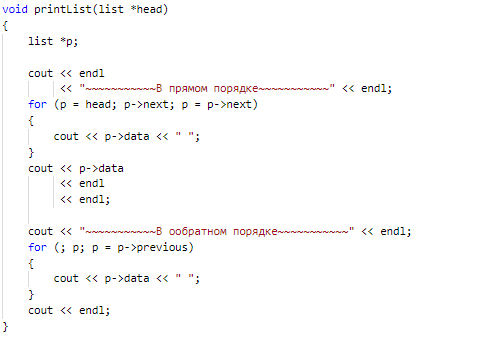 void printList(list *head)
{
    list *p;

    cout << endl
         << "~~~~~~~~~~~В прямом порядке~~~~~~~~~~~" << endl;
    for (p = head; p->next; p = p->next)
    {
        cout << p->data << " ";
    }
    cout << p->data
         << endl
         << endl;

    cout << "~~~~~~~~~~~В ообратном порядке~~~~~~~~~~~" << endl;
    for (; p; p = p->previous)
    {
        cout << p->data << " ";
    }
    cout << endl;
}